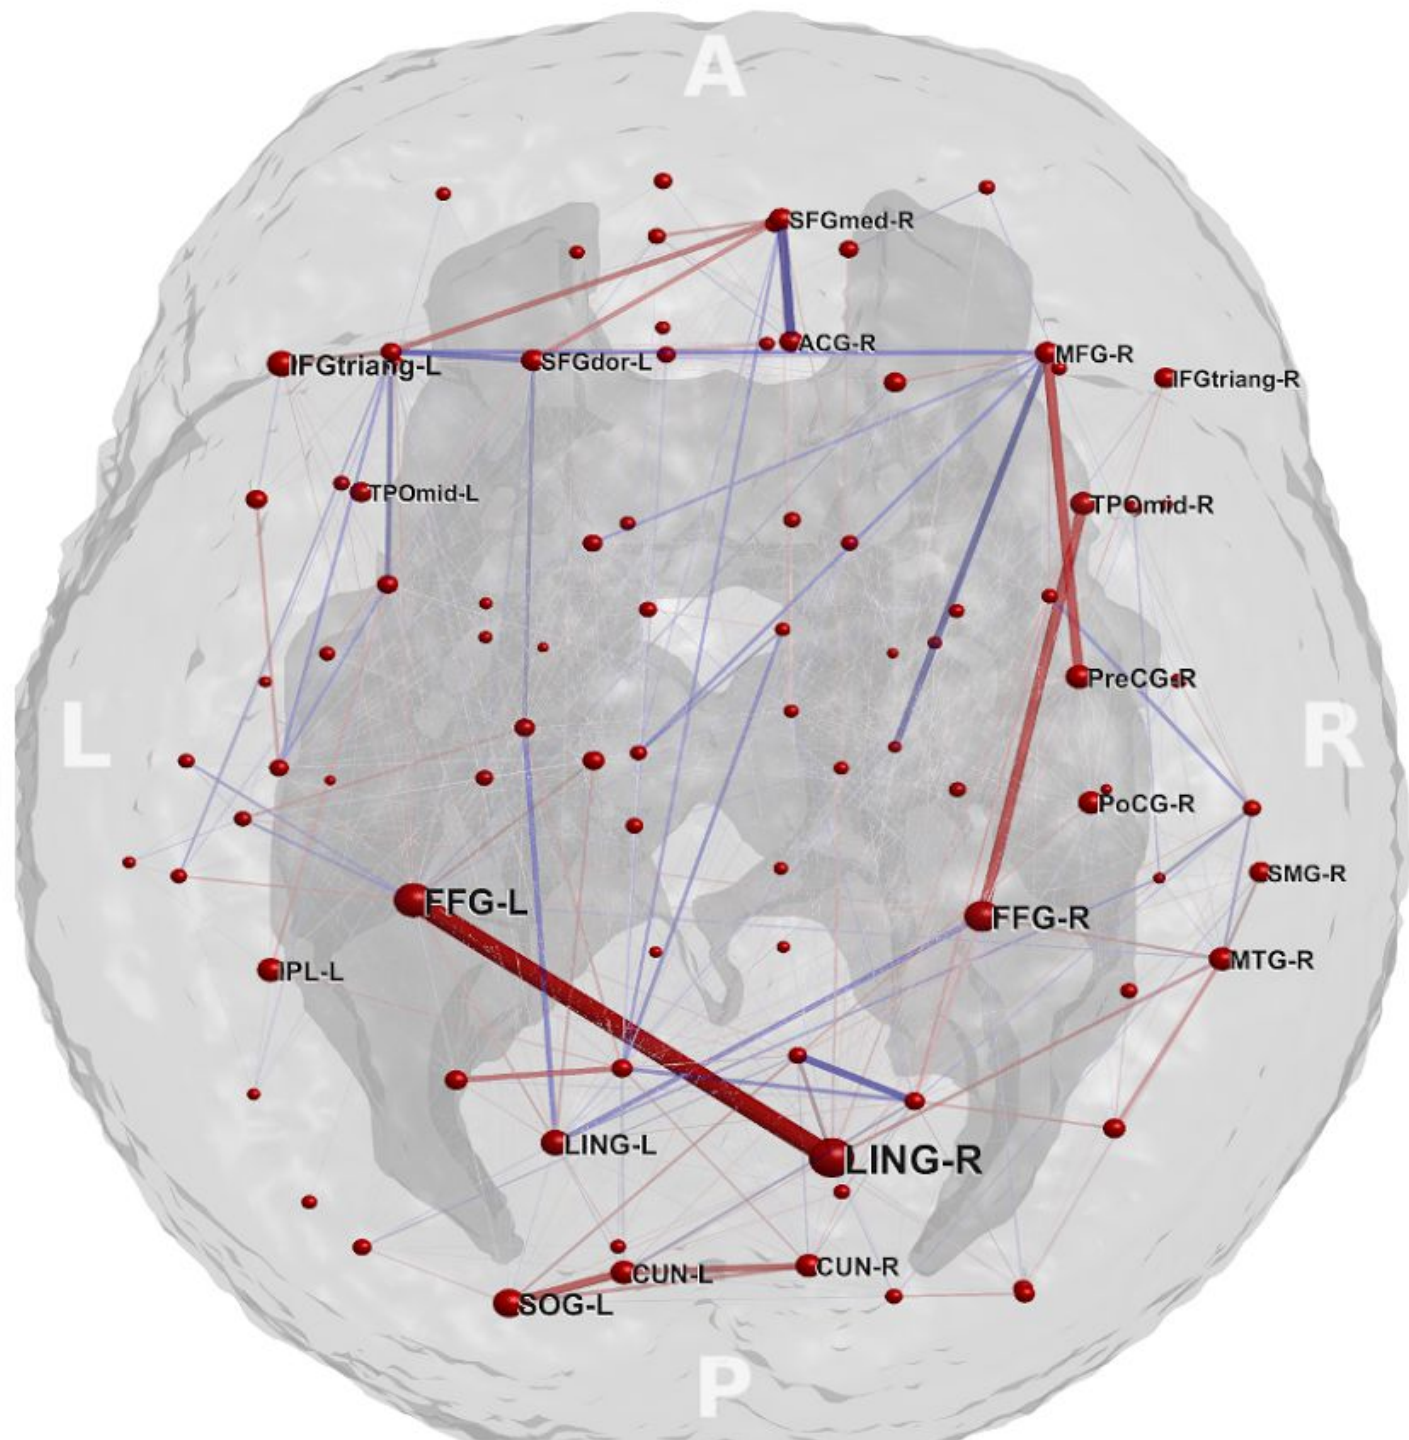 A
SFGmed-R
ACG-R
IFGtriang-L
SFGdor-L
MFG-R
IFGtriang-R
TPOmid-L
TPOmid-R
PreCG-R
L
R
PoCG-R
SMG-R
FFG-L
FFG-R
IPL-L
MTG-R
LING-L
LING-R
CUN-L
CUN-R
SOG-L
P